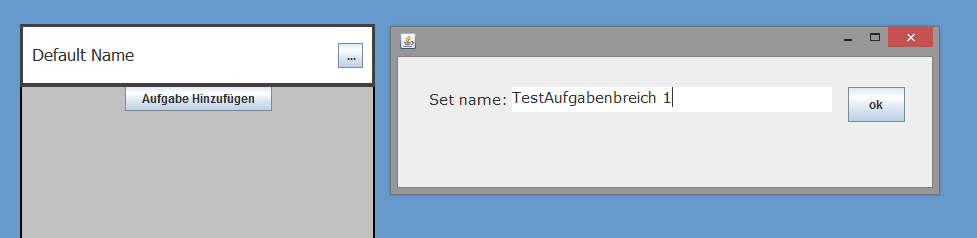 Default Name
...
Aufgabe Hinzufügen
Set name: TestAufgabenbreich 1
ok